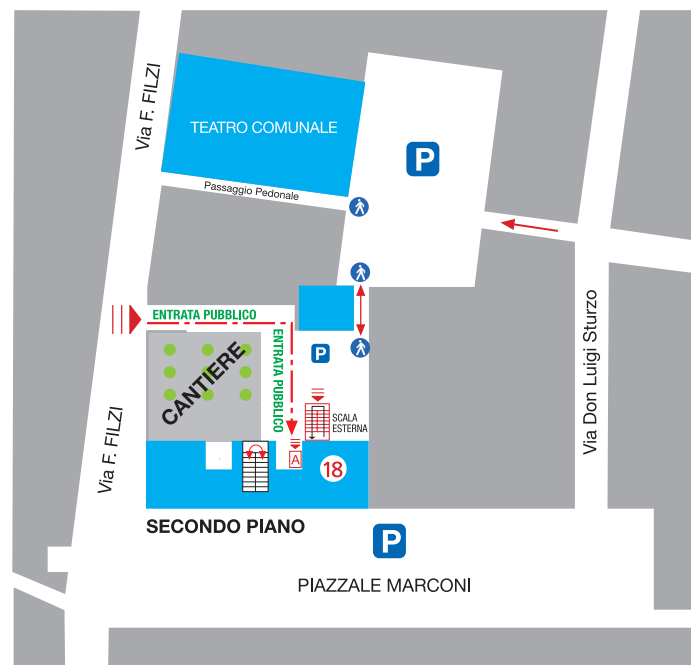 Via F. FILZI
TEATRO COMUNALE
P
Passaggio Pedonale
ENTRATA PUBBLICO
ENTRATA PUBBLICO
P
CANTIERE
SCALA
ESTERNA
Via Don Luigi Sturzo
Via F. FILZI
A
18
SECONDO PIANO
P
PIAZZALE MARCONI